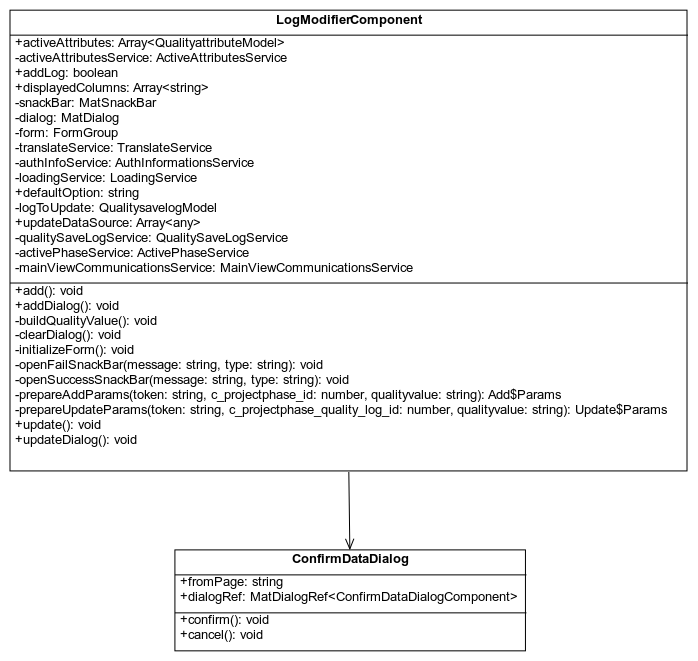 LogModifierComponent
+activeAttributes: Array<QualityattributeModel>
-activeAttributesService: ActiveAttributesService
+addLog: boolean
+displayedColumns: Array<string>
-snackBar: MatSnackBar
-dialog: MatDialog
-form: FormGroup
-translateService: TranslateService
-authInfoService: AuthInformationsService
-loadingService: LoadingService
+defaultOption: string
-logToUpdate: QualitysavelogModel
+updateDataSource: Array<any>
-qualitySaveLogService: QualitySaveLogService
-activePhaseService: ActivePhaseService
-mainViewCommunicationsService: MainViewCommunicationsService
+add(): void
+addDialog(): void
-buildQualityValue(): void
-clearDialog(): void
-initializeForm(): void
-openFailSnackBar(message: string, type: string): void
-openSuccessSnackBar(message: string, type: string): void
-prepareAddParams(token: string, c_projectphase_id: number, qualityvalue: string): Add$Params
-prepareUpdateParams(token: string, c_projectphase_quality_log_id: number, qualityvalue: string): Update$Params
+update(): void
+updateDialog(): void
ConfirmDataDialog
+fromPage: string
+dialogRef: MatDialogRef<ConfirmDataDialogComponent>
+confirm(): void
+cancel(): void